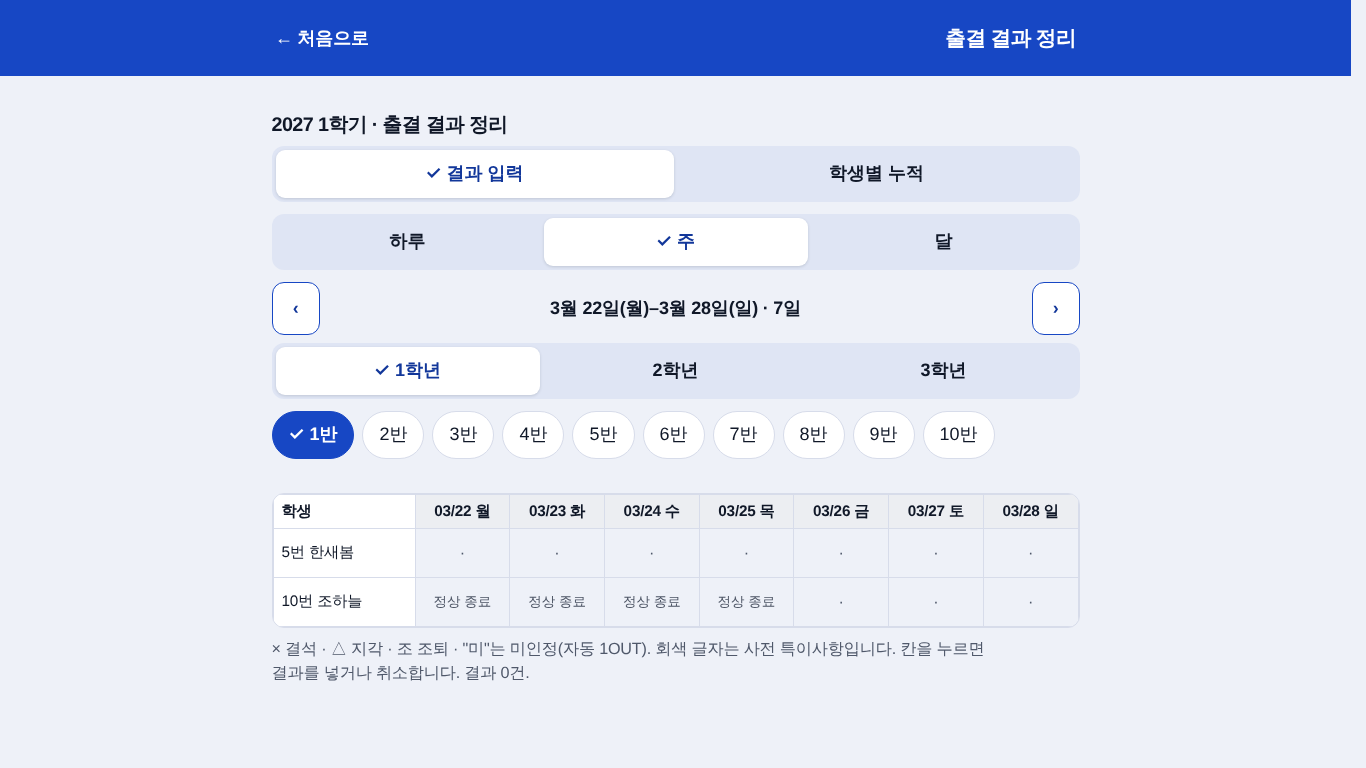 ← 처음으로
출결 결과 정리
2027 1학기 · 출결 결과 정리
✓ 결과 입력
학생별 누적
하루
✓ 주
달
‹
3월 22일(월)–3월 28일(일) · 7일
›
✓ 1학년
2학년
3학년
✓ 1반 2반 3반 4반 5반 6반 7반 8반 9반 10반
학생 03/22 월 03/23 화 03/24 수 03/25 목 03/26 금 03/27 토 03/28 일
5번 한새봄 · · · · · · ·
10번 조하늘 정상 종료 정상 종료 정상 종료 정상 종료 · · ·
× 결석 · △ 지각 · 조 조퇴 · "미"는 미인정(자동 1OUT). 회색 글자는 사전 특이사항입니다. 칸을 누르면
결과를 넣거나 취소합니다. 결과 0건.